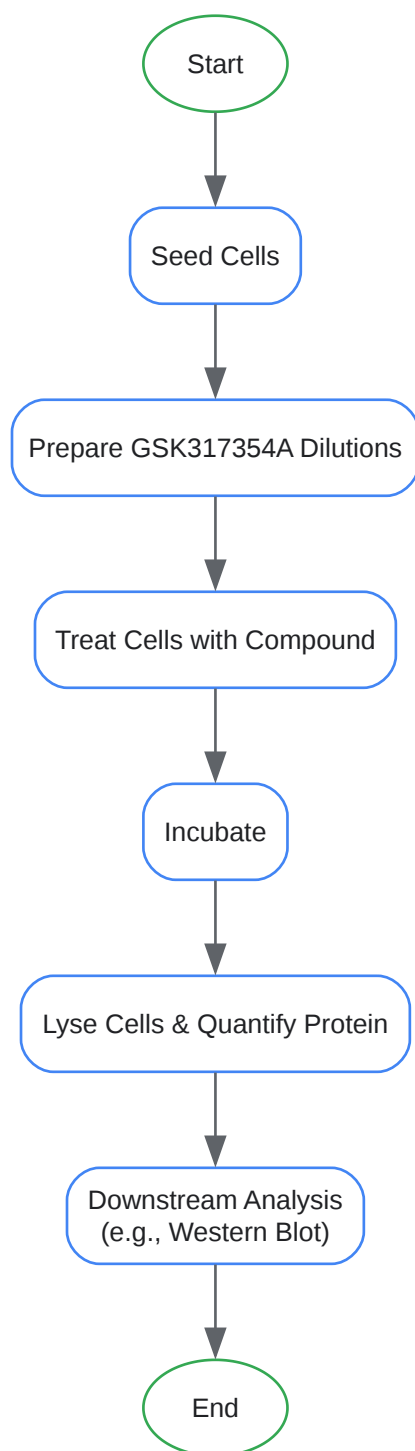 Start
Seed Cells
Prepare GSK317354A Dilutions
Treat Cells with Compound
Incubate
Lyse Cells & Quantify Protein
Downstream Analysis
(e.g., Western Blot)
End